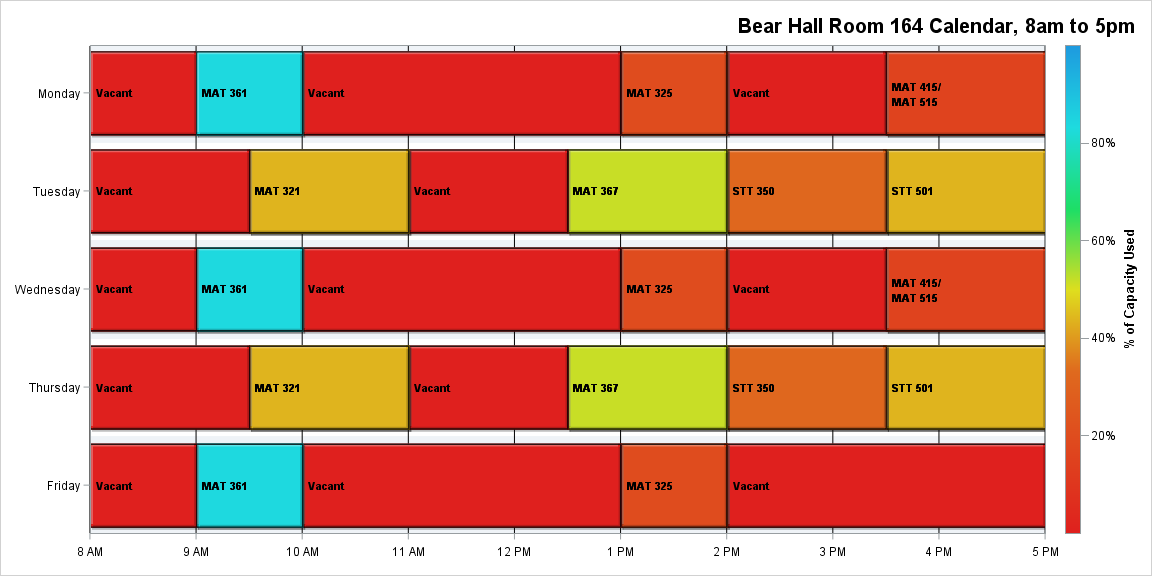 Bear Hall Room 164 Calendar, 8am to 5pm
Monday
Vacant
MAT 361
Vacant
MAT 325
Vacant
MAT 415/
MAT 515
Tuesday
Vacant
MAT 321
Vacant
MAT 367
STT 350
STT 501
Wednesday
Vacant
MAT 361
Vacant
MAT 325
Vacant
MAT 415/
MAT 515
Thursday
Vacant
MAT 321
Vacant
MAT 367
STT 350
STT 501
Friday
Vacant
MAT 361
Vacant
MAT 325
Vacant
8 AM
9 AM
10 AM
11 AM
12 PM
1 PM
2 PM
3 PM
4 PM
5 PM
80%
60%
40%
20%
% of Capacity Used